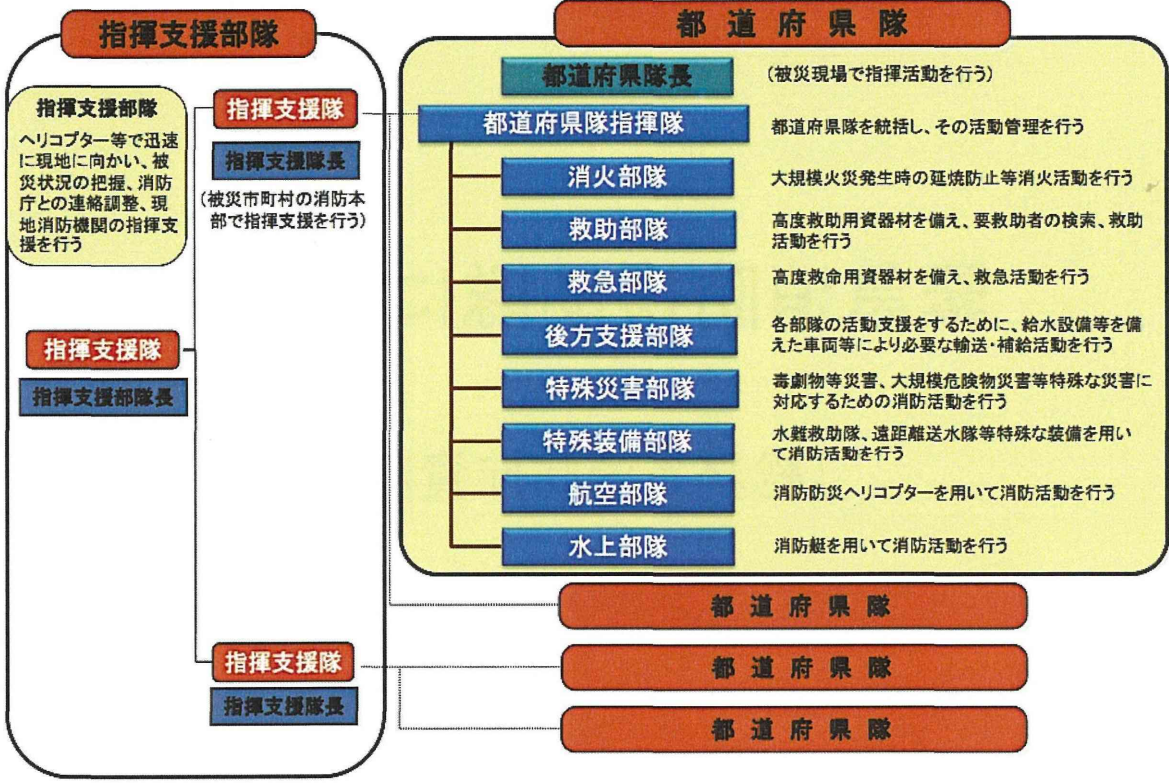 指揮支援部隊
指揮支援部隊
ヘリコプター等で迅速
に現地に向かい、被
災状況の把握、消防
庁との連絡調整、現
地消防機関の指揮支
援を行う
指揮支援隊
指揮支援隊長
(被災市町村の消防本
部で指揮支援を行う)
指揮支援隊
指揮支援部隊長
指揮支援隊
指揮支援隊長
都道府県隊
都道府県隊長
(被災現場で指揮活動を行う)
都道府県隊指揮隊
都道府県隊を統括し、その活動管理を行う
消火部隊
大規模火災発生時の延焼防止等消火活動を行う
救助部隊
高度救助用資器材を備え、要救助者の検索、救助
活動を行う
救急部隊
高度救命用資器材を備え、救急活動を行う
後方支援部隊
各部隊の活動支援をするために、給水設備等を備
えた車両等により必要な輸送・補給活動を行う
特殊災害部隊
毒劇物等災害、大規模危険物災害等特殊な災害に
対応するための消防活動を行う
特殊装備部隊
水難救助隊、遠距離送水隊等特殊な装備を用い
て消防活動を行う
航空部隊
消防防災ヘリコプターを用いて消防活動を行う
水上部隊
消防艇を用いて消防活動を行う
都道府県隊
都道府県隊
都道府県隊